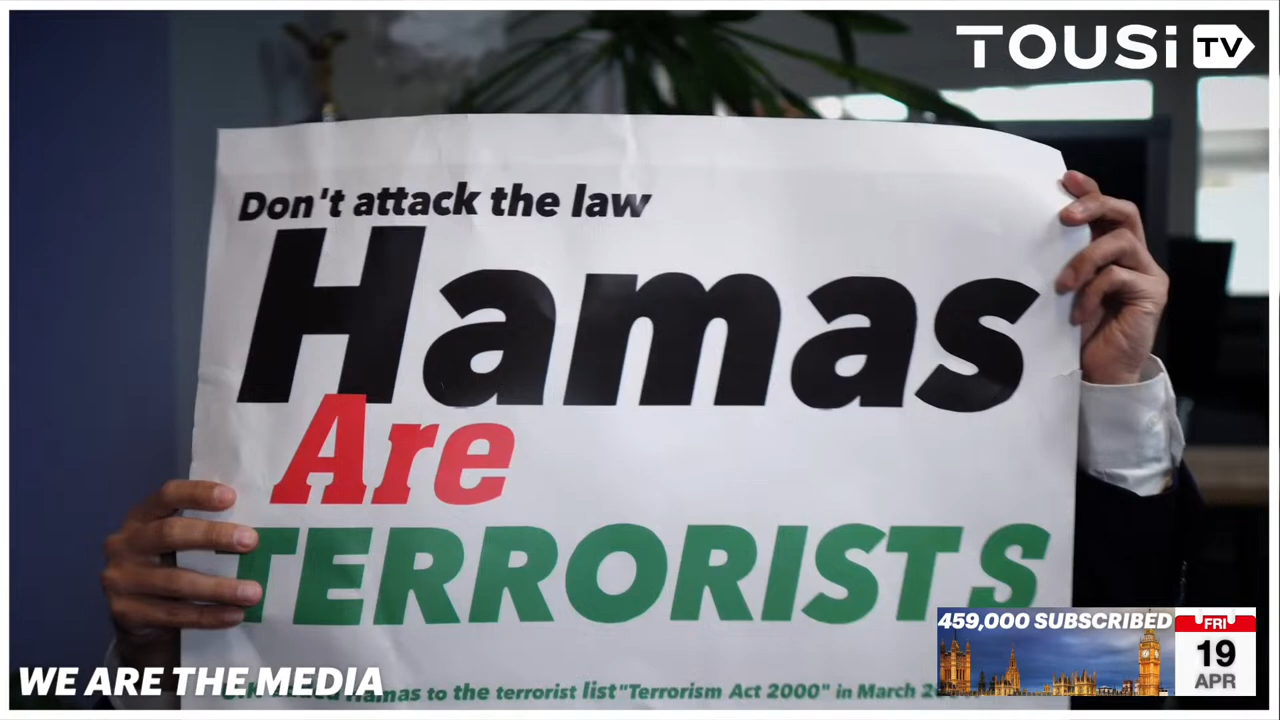 TOUSi TV
Don't attack the law
Hamas
Are
TERRORISTS
Hamas to the terrorist list "Terrorism Act 2000" in March
459,000 SUBSCRIBED
FRI
19
APR
WE ARE THE MEDIA